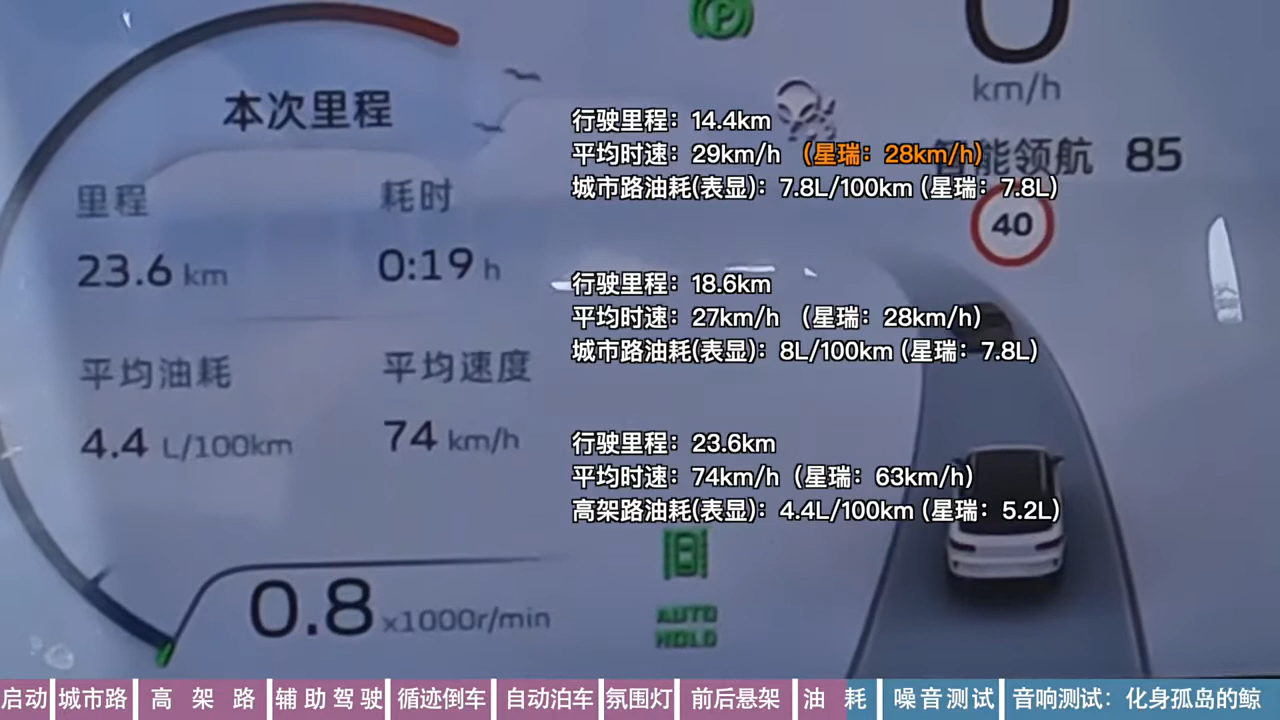 0
km/h
本次里程
里程 耗时
23.6 km 0:19 h
平均油耗 平均速度
4.4 L/100km 74 km/h
0.8 x1000r/min
P
智能领航 85
40
AUTO
HOLD
行驶里程：14.4km
平均时速：29km/h （星瑞：28km/h）
城市路油耗(表显)：7.8L/100km (星瑞：7.8L)
行驶里程：18.6km
平均时速：27km/h （星瑞：28km/h）
城市路油耗(表显)：8L/100km (星瑞：7.8L)
行驶里程：23.6km
平均时速：74km/h（星瑞：63km/h）
高架路油耗(表显)：4.4L/100km (星瑞：5.2L)
启动 城市路 高架路 辅助驾驶 循迹倒车 自动泊车 氛围灯 前后悬架 油耗 噪音测试 音响测试：化身孤岛的鲸